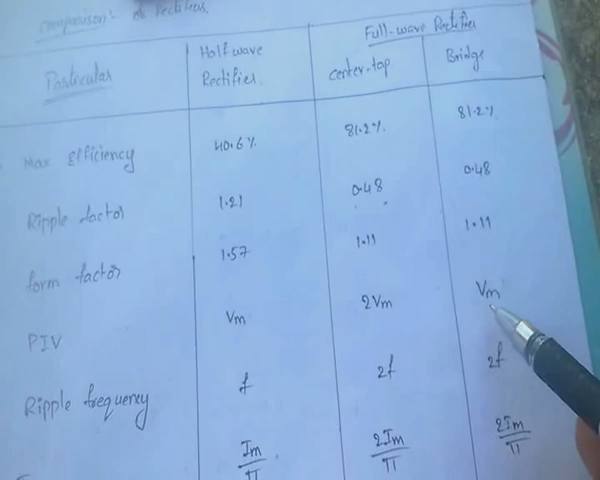 Comparison: of Rectifiers.
Particular Half wave Rectifier. Full-wave Rectifier
center-tap Bridge
Max Efficiency 40.6% 81.2% 81.2%
Ripple factor 1.21 0.48 0.48
form factor 1.57 1.11 1.11
PIV Vm 2Vm Vm
Ripple frequency f 2f 2f
Im/π 2Im/π 2Im/π